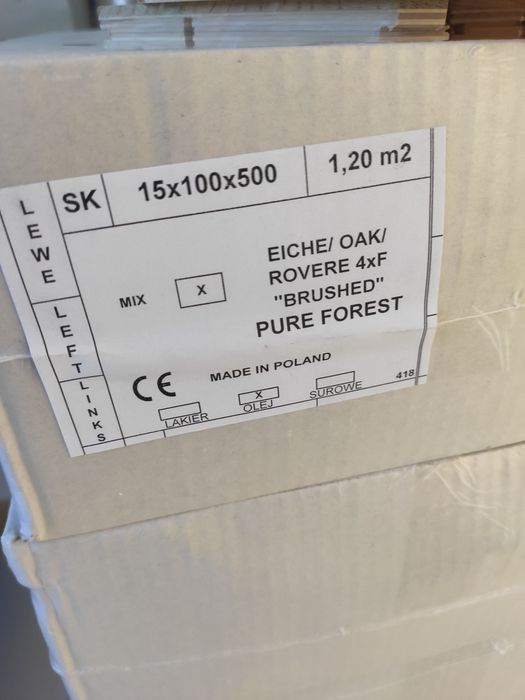 LEWE
LEFT
LINKS
SK
15x100x500
1,20 m2
MIX
X
EICHE/ OAK/
ROVERE 4xF
"BRUSHED"
PURE FOREST
MADE IN POLAND
CE
LAKIER
X
OLEJ
SUROWE
418